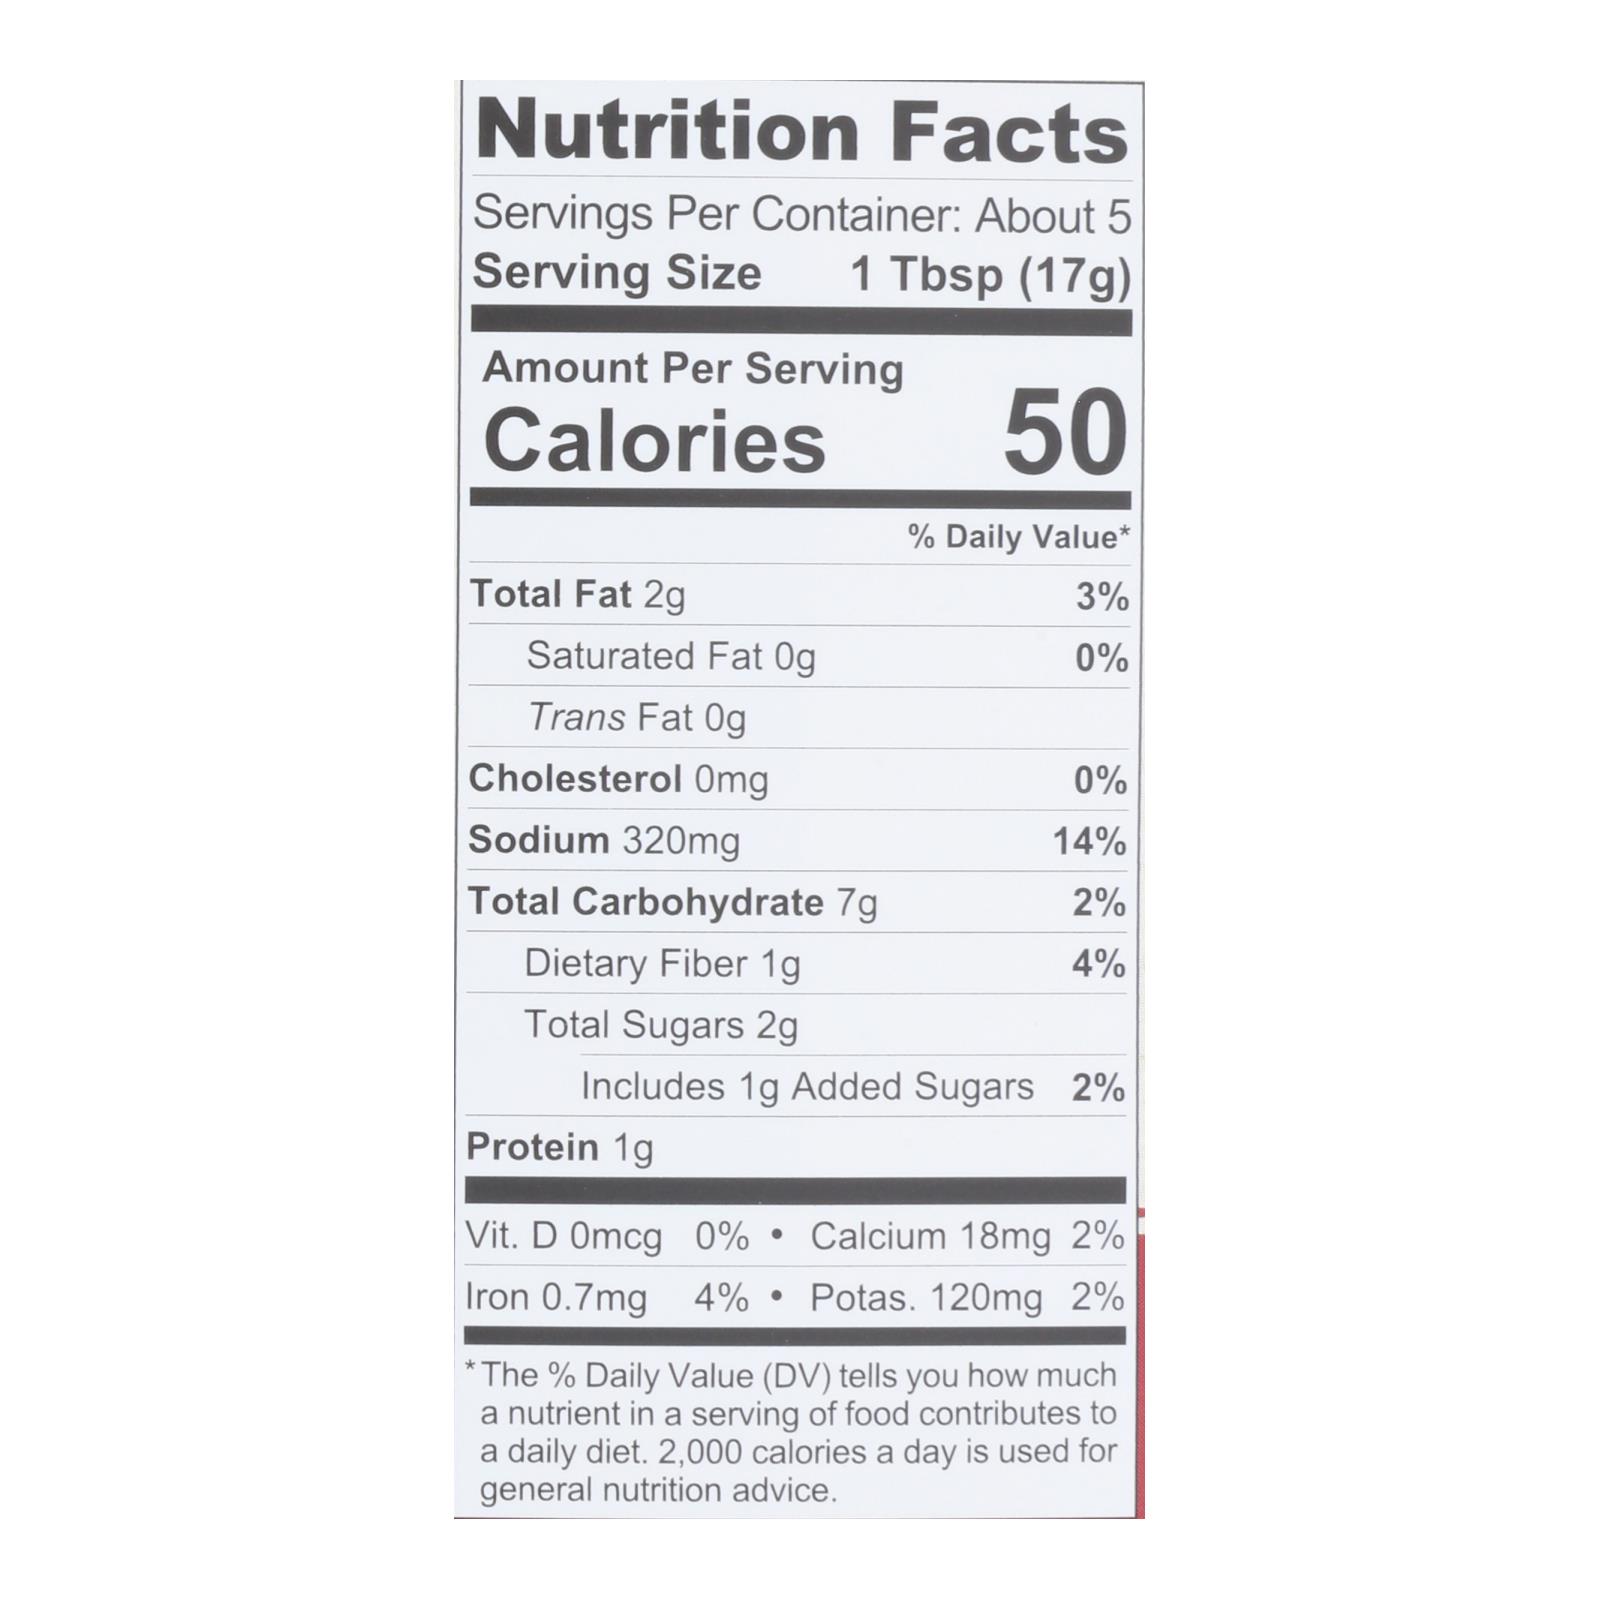 Nutrition Facts
Servings Per Container: About 5
Serving Size 1 Tbsp (17g)
Amount Per Serving
Calories 50
% Daily Value*
Total Fat 2g 3%
Saturated Fat 0g 0%
Trans Fat 0g
Cholesterol 0mg 0%
Sodium 320mg 14%
Total Carbohydrate 7g 2%
Dietary Fiber 1g 4%
Total Sugars 2g
Includes 1g Added Sugars 2%
Protein 1g
Vit. D 0mcg 0% • Calcium 18mg 2%
Iron 0.7mg 4% • Potas. 120mg 2%
* The % Daily Value (DV) tells you how much
a nutrient in a serving of food contributes to
a daily diet. 2,000 calories a day is used for
general nutrition advice.